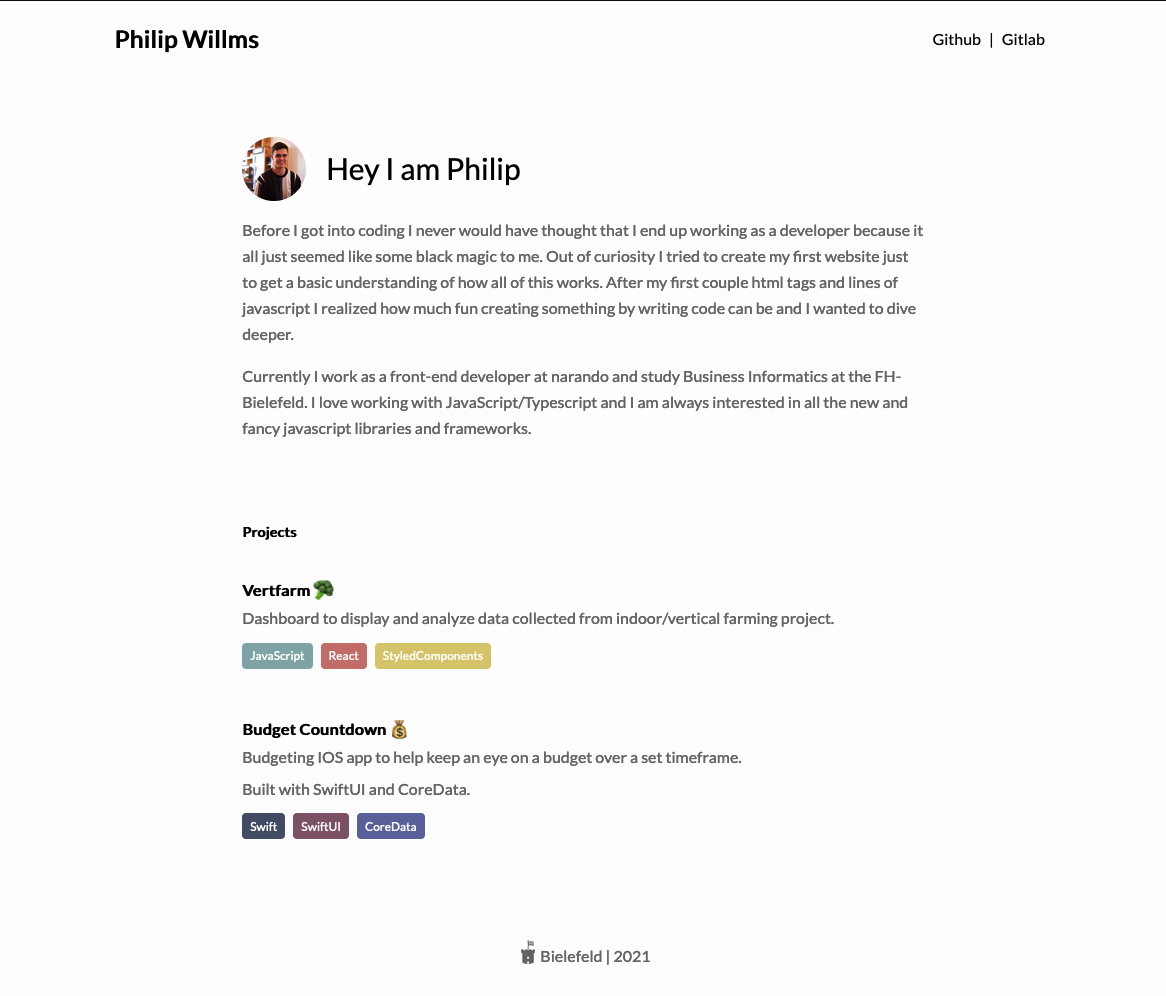 Philip Willms
Github | Gitlab
Hey I am Philip
Before I got into coding I never would have thought that I end up working as a developer because it
all just seemed like some black magic to me. Out of curiosity I tried to create my first website just
to get a basic understanding of how all of this works. After my first couple html tags and lines of
javascript I realized how much fun creating something by writing code can be and I wanted to dive
deeper.
Currently I work as a front-end developer at narando and study Business Informatics at the FH-
Bielefeld. I love working with JavaScript/Typescript and I am always interested in all the new and
fancy javascript libraries and frameworks.
Projects
Vertfarm 🥦
Dashboard to display and analyze data collected from indoor/vertical farming project.
JavaScript React StyledComponents
Budget Countdown 💰
Budgeting IOS app to help keep an eye on a budget over a set timeframe.
Built with SwiftUI and CoreData.
Swift SwiftUI CoreData
Bielefeld | 2021